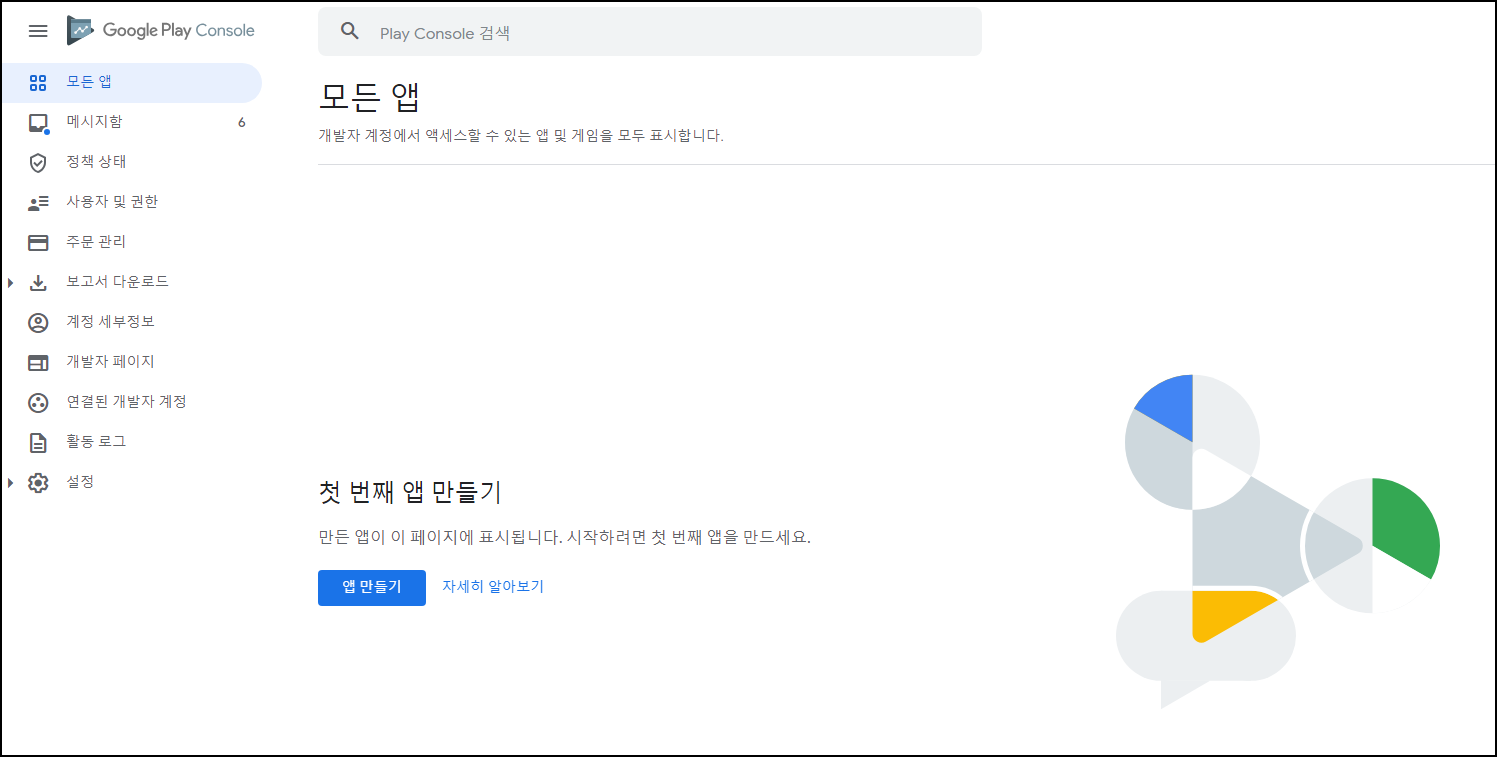 Google Play Console
Play Console 검색
모든 앱
메시지함 6
정책 상태
사용자 및 권한
주문 관리
보고서 다운로드
계정 세부정보
개발자 페이지
연결된 개발자 계정
활동 로그
설정
모든 앱
개발자 계정에서 액세스할 수 있는 앱 및 게임을 모두 표시합니다.
첫 번째 앱 만들기
만든 앱이 이 페이지에 표시됩니다. 시작하려면 첫 번째 앱을 만드세요.
앱 만들기 자세히 알아보기